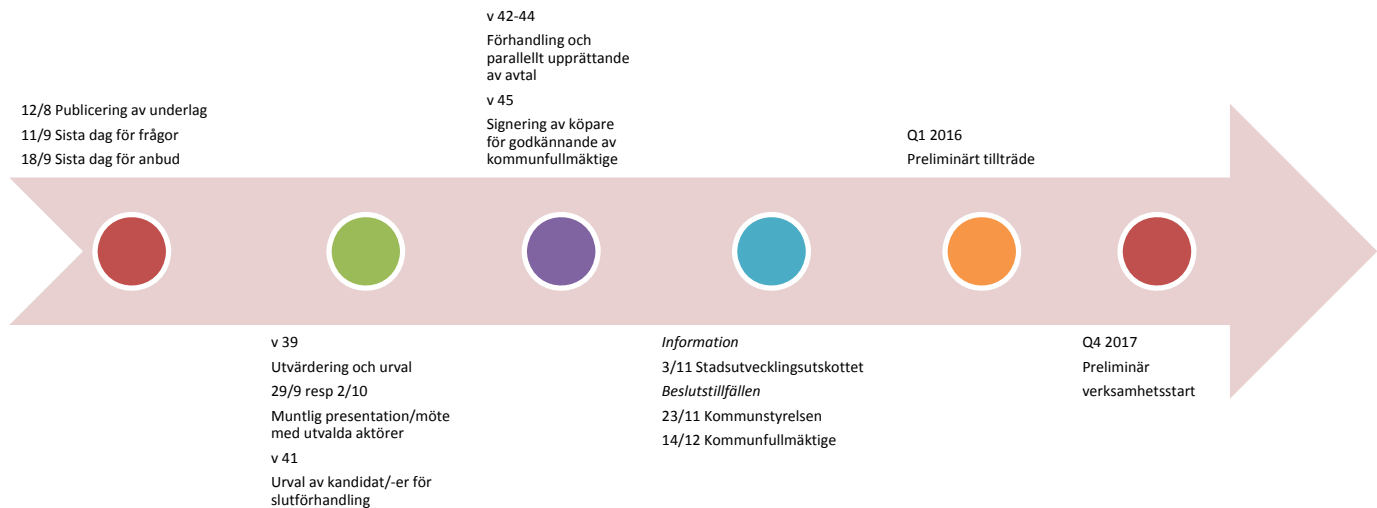 12/8 Publicering av underlag
11/9 Sista dag för frågor
18/9 Sista dag för anbud
v 39
Utvärdering och urval
29/9 resp 2/10
Muntlig presentation/möte
med utvalda aktörer
v 41
Urval av kandidat/-er för
slutförhandling
v 42-44
Förhandling och
parallellt upprättande
av avtal
v 45
Signering av köpare
för godkännande av
kommunfullmäktige
Information
3/11 Stadsutvecklingsutskottet
Beslutstillfällen
23/11 Kommunstyrelsen
14/12 Kommunfullmäktige
Q1 2016
Preliminärt tillträde
Q4 2017
Preliminär
verksamhetsstart